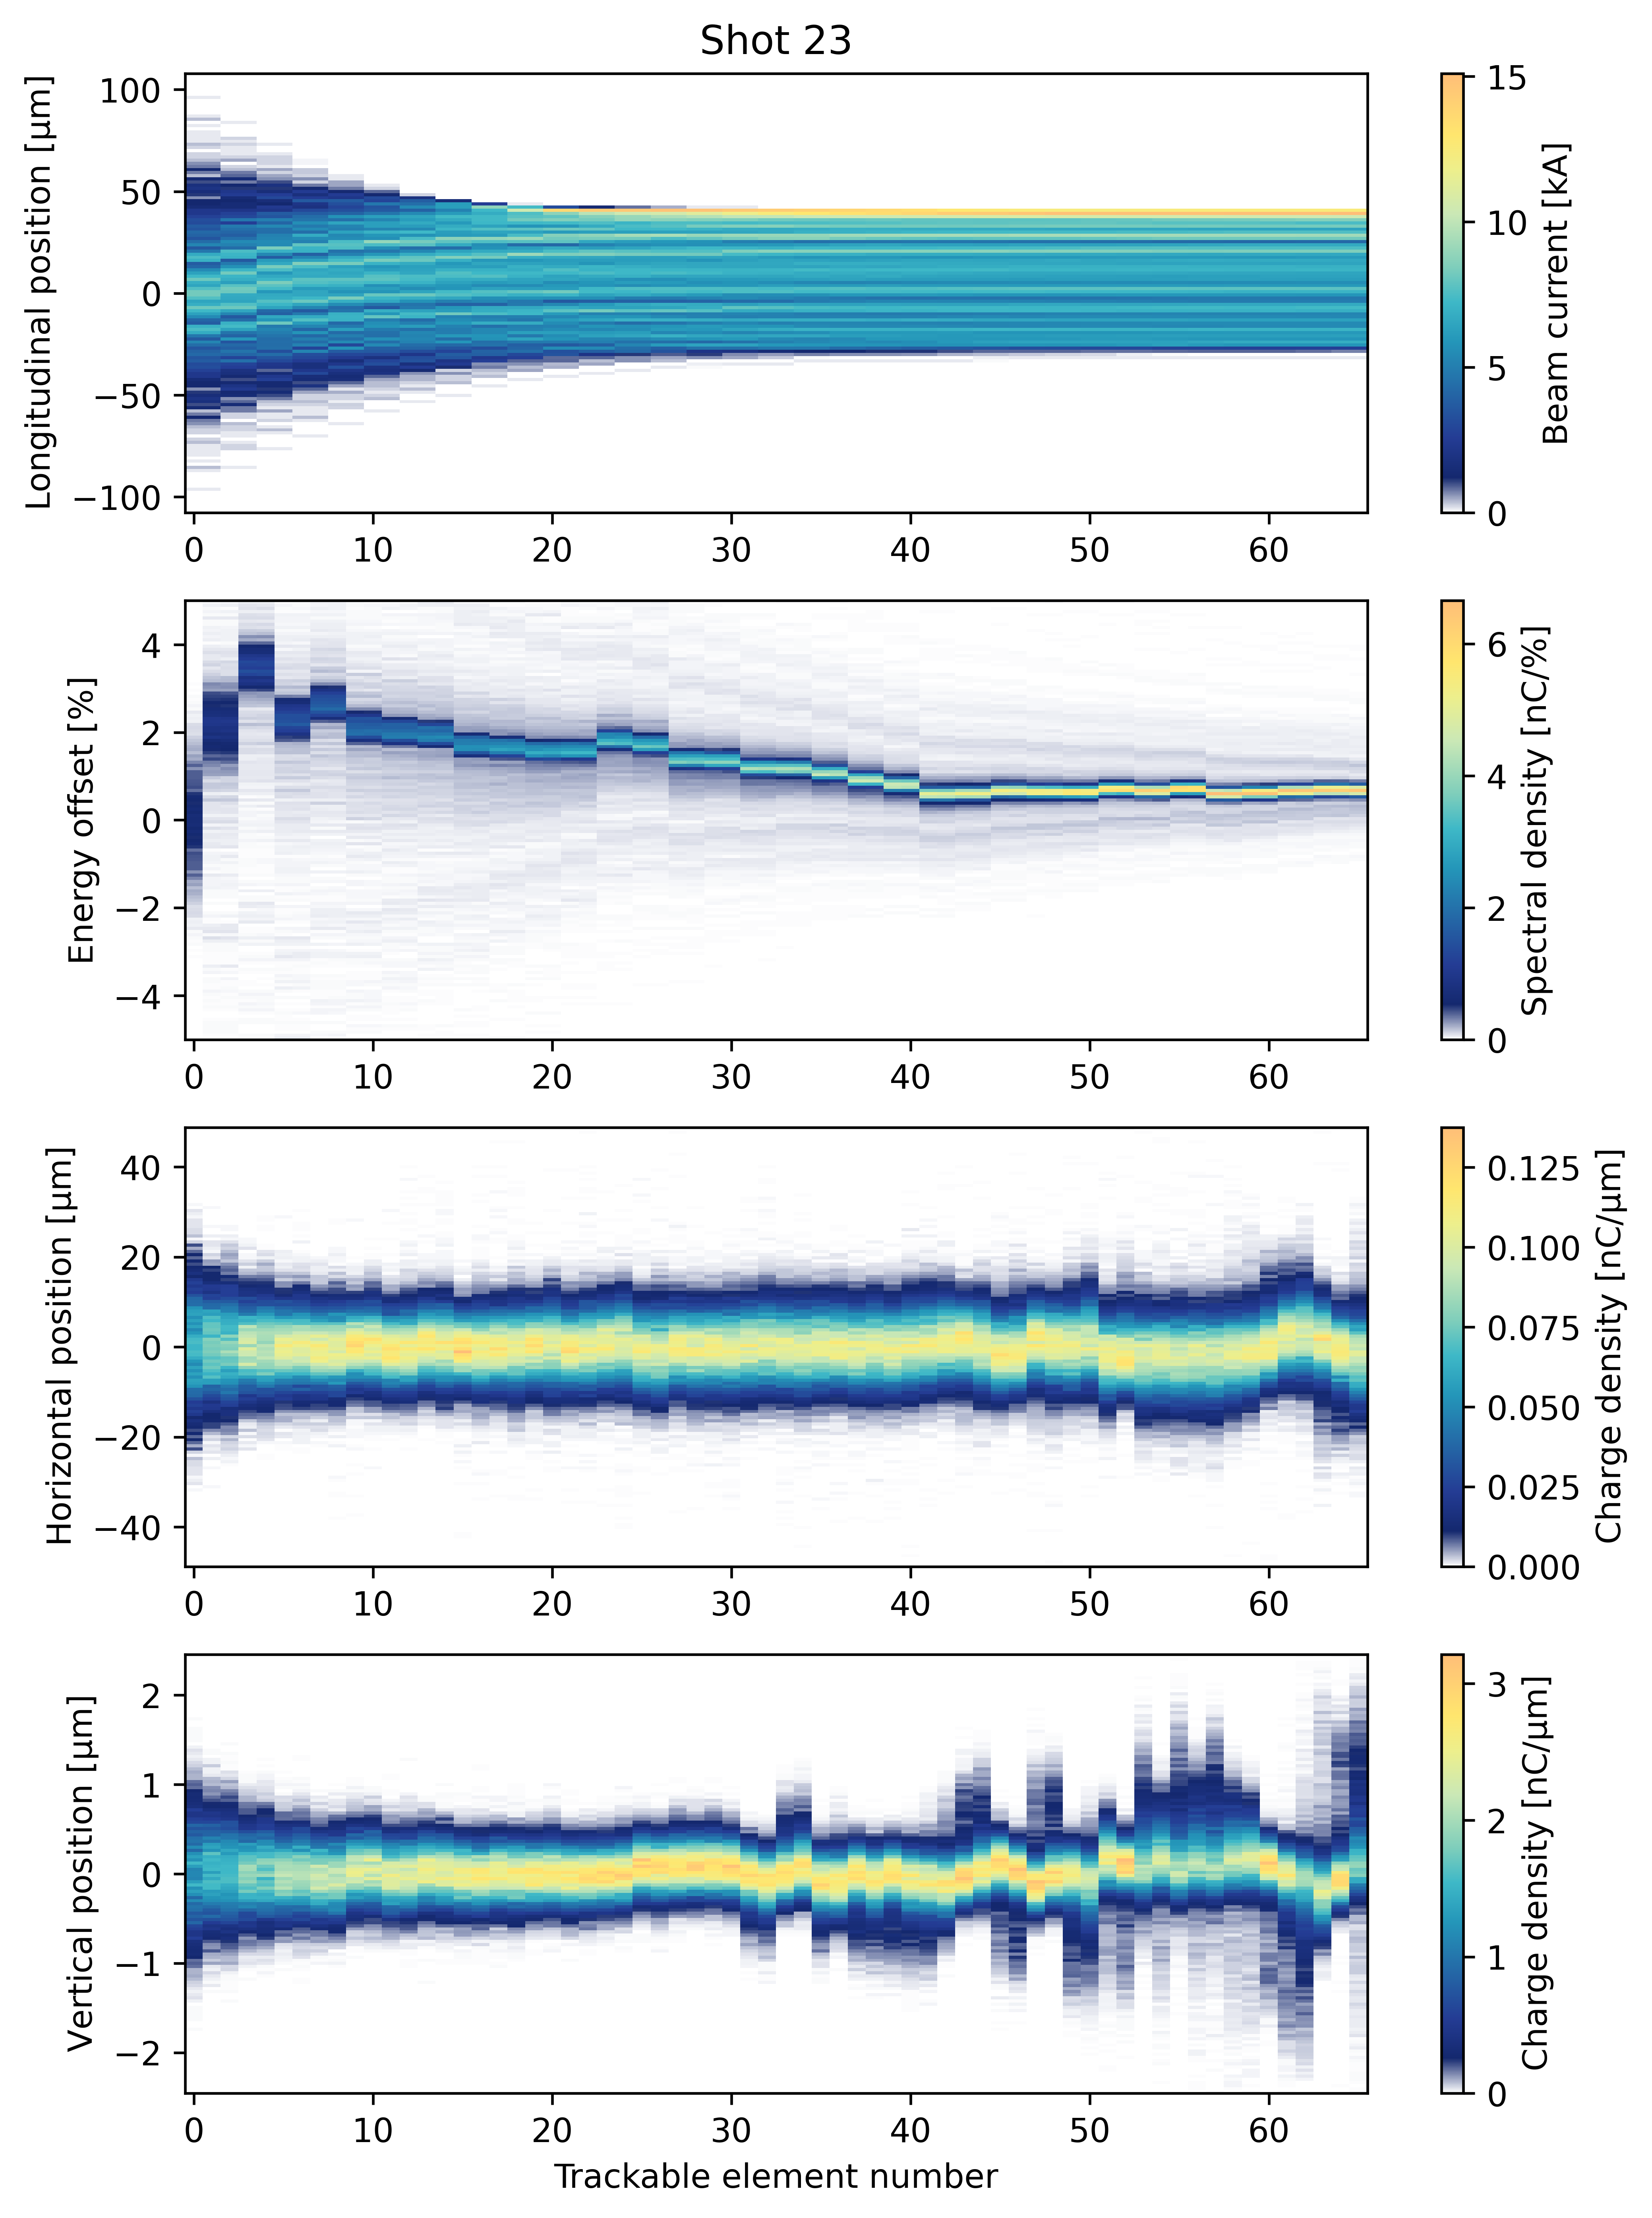 Shot 23
Longitudinal position [µm]
100
50
0
−50
−100
0 10 20 30 40 50 60
15
10
5
0
Beam current [kA]
Energy offset [%]
4
2
0
−2
−4
0 10 20 30 40 50 60
6
4
2
0
Spectral density [nC/%]
Horizontal position [µm]
40
20
0
−20
−40
0 10 20 30 40 50 60
0.125
0.100
0.075
0.050
0.025
0.000
Charge density [nC/µm]
Vertical position [µm]
2
1
0
−1
−2
0 10 20 30 40 50 60
Trackable element number
3
2
1
0
Charge density [nC/µm]